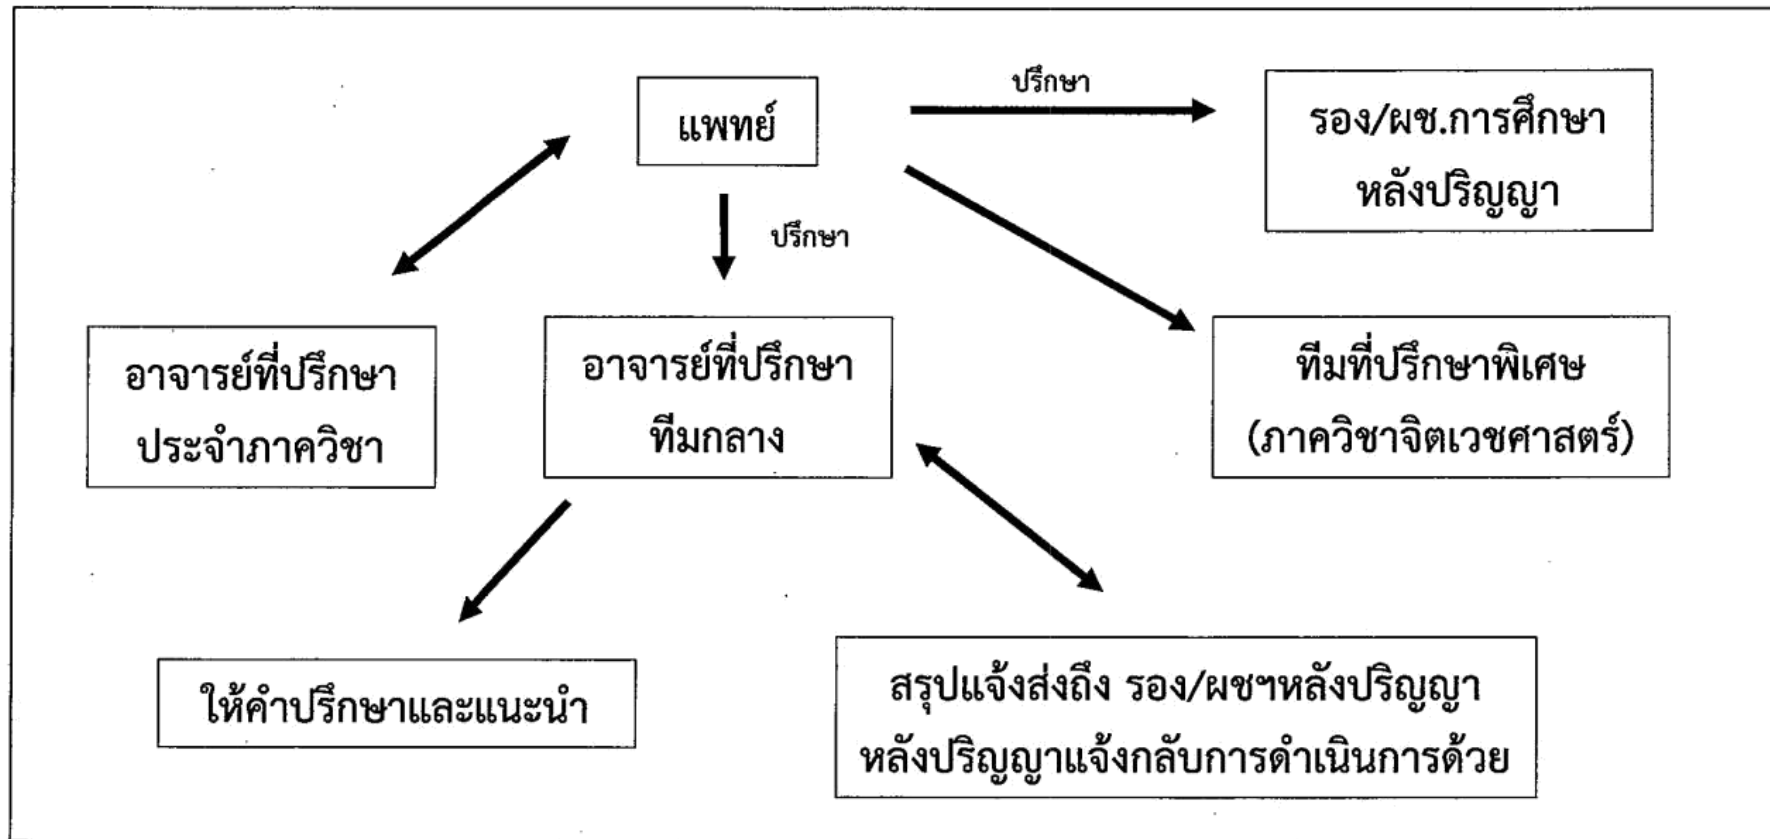 แพทย์
ปรึกษา
รอง/ผช.การศึกษา
หลังปริญญา
ปรึกษา
อาจารย์ที่ปรึกษา
ประจำภาควิชา
อาจารย์ที่ปรึกษา
ทีมกลาง
ทีมที่ปรึกษาพิเศษ
(ภาควิชาจิตเวชศาสตร์)
ให้คำปรึกษาและแนะนำ
สรุปแจ้งส่งถึง รอง/ผชฯหลังปริญญา
หลังปริญญาแจ้งกลับการดำเนินการด้วย